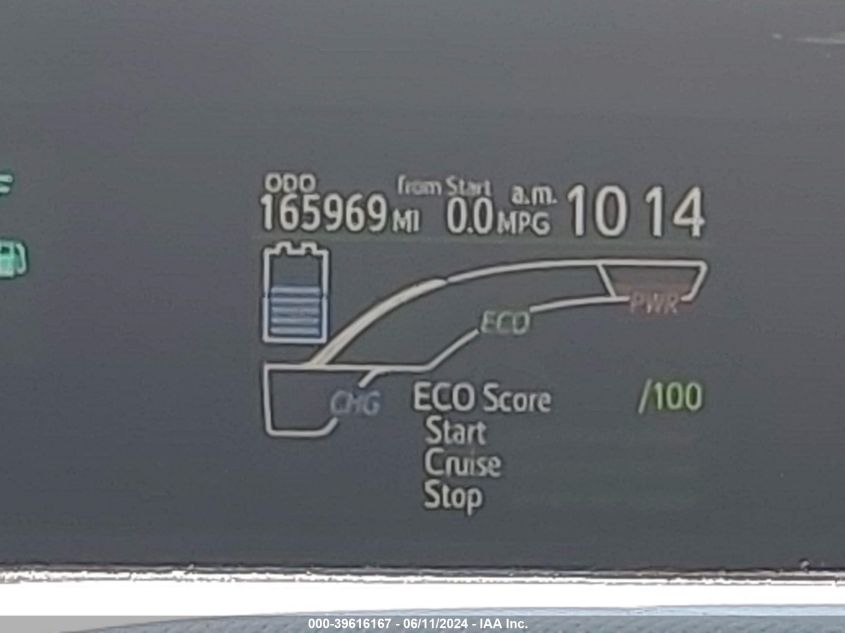 ODO from Start a.m. 10 14
165969 MI 0.0 MPG
PWR
ECO
CHG
ECO Score /100
Start
Cruise
Stop
000-39616167 - 06/11/2024 - IAA Inc.